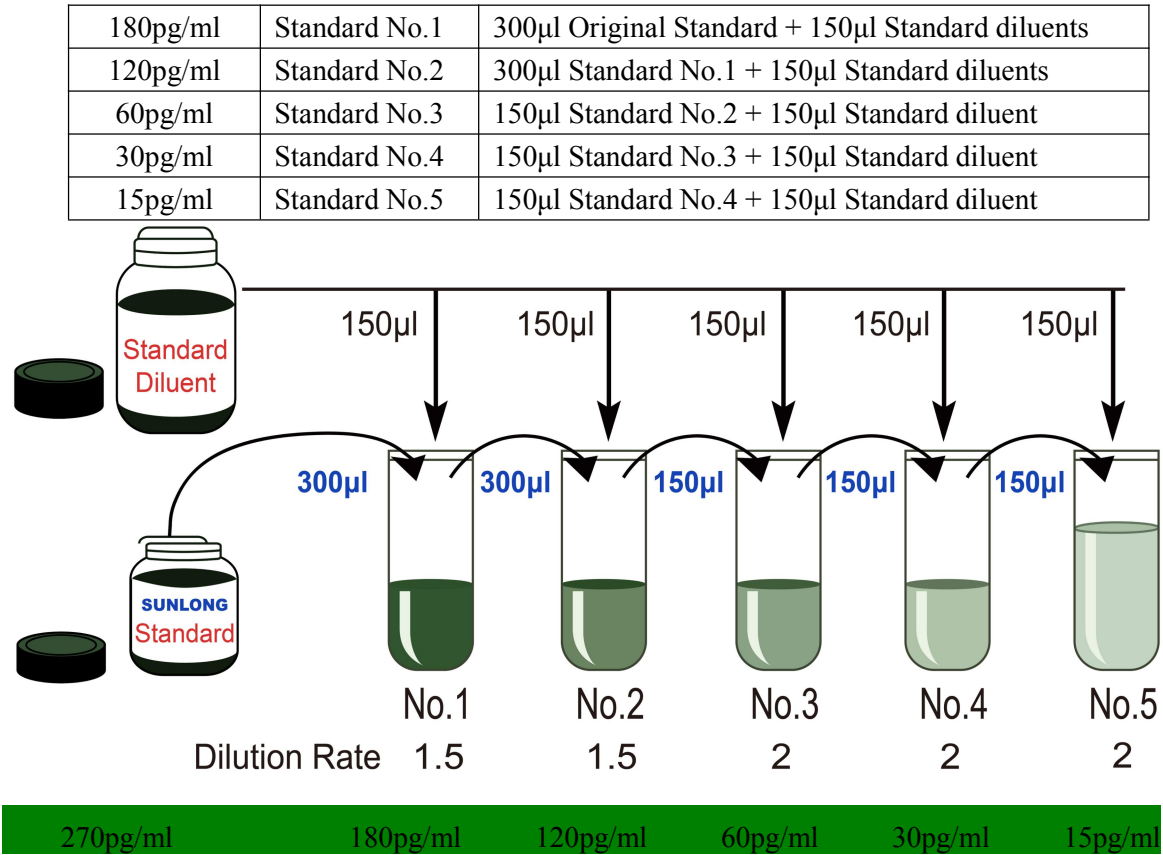 180pg/ml Standard No.1 300μl Original Standard + 150μl Standard diluents
120pg/ml Standard No.2 300μl Standard No.1 + 150μl Standard diluents
60pg/ml Standard No.3 150μl Standard No.2 + 150μl Standard diluent
30pg/ml Standard No.4 150μl Standard No.3 + 150μl Standard diluent
15pg/ml Standard No.5 150μl Standard No.4 + 150μl Standard diluent
150μl 150μl 150μl 150μl 150μl
Standard
Diluent
300μl 300μl 150μl 150μl 150μl
SUNLONG
Standard
No.1 No.2 No.3 No.4 No.5
Dilution Rate 1.5 1.5 2 2 2
270pg/ml 180pg/ml 120pg/ml 60pg/ml 30pg/ml 15pg/ml